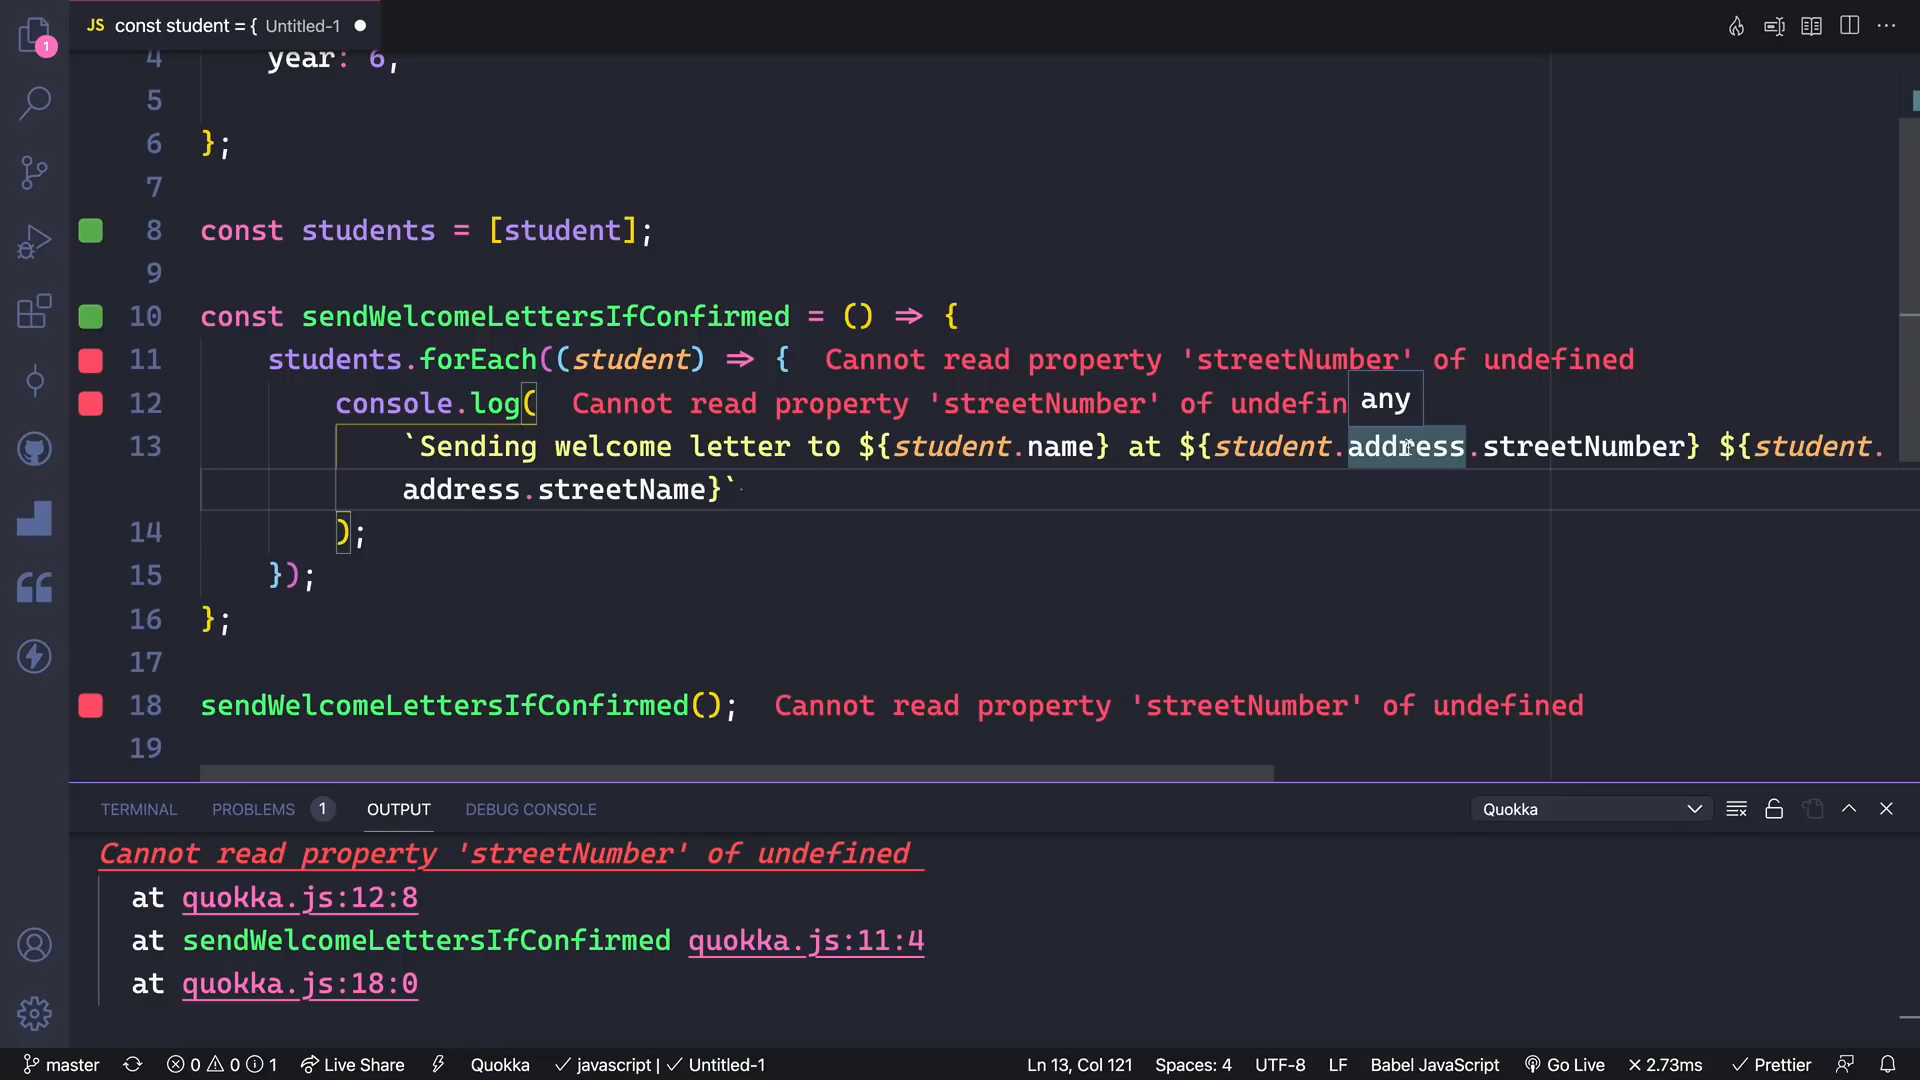 1
JS const student = { Untitled-1
4 year: 6,
5
6 };
7
8 const students = [student];
9
10 const sendWelcomeLettersIfConfirmed = () => {
11 students.forEach((student) => { Cannot read property 'streetNumber' of undefined
12 console.log( Cannot read property 'streetNumber' of undefin
any
13 `Sending welcome letter to ${student.name} at ${student.address.streetNumber} ${student.
address.streetName}`
14 );
15 });
16 };
17
18 sendWelcomeLettersIfConfirmed(); Cannot read property 'streetNumber' of undefined
19
TERMINAL PROBLEMS 1 OUTPUT DEBUG CONSOLE Quokka
Cannot read property 'streetNumber' of undefined
at quokka.js:12:8
at sendWelcomeLettersIfConfirmed quokka.js:11:4
at quokka.js:18:0
master 0 0 1 Live Share Quokka javascript | Untitled-1 Ln 13, Col 121 Spaces: 4 UTF-8 LF Babel JavaScript Go Live × 2.73ms Prettier